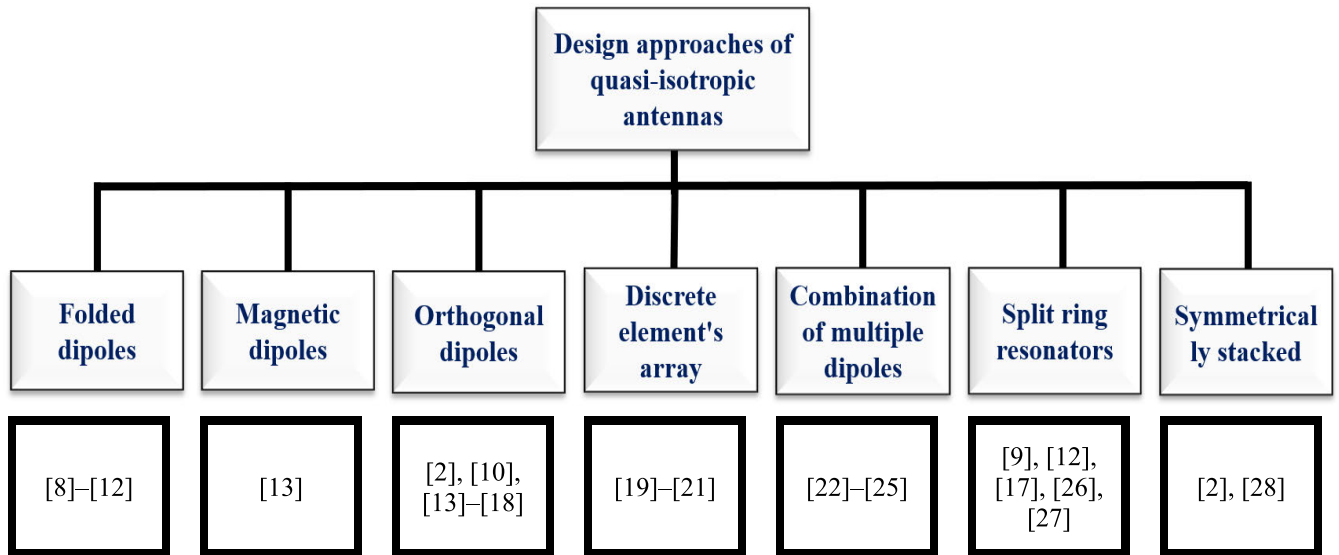 Design approaches of
quasi-isotropic
antennas
Folded
dipoles
Magnetic
dipoles
Orthogonal
dipoles
Discrete
element's
array
Combination
of multiple
dipoles
Split ring
resonators
Symmetrical
ly stacked
[8]–[12]
[13]
[2], [10],
[13]–[18]
[19]–[21]
[22]–[25]
[9], [12],
[17], [26],
[27]
[2], [28]